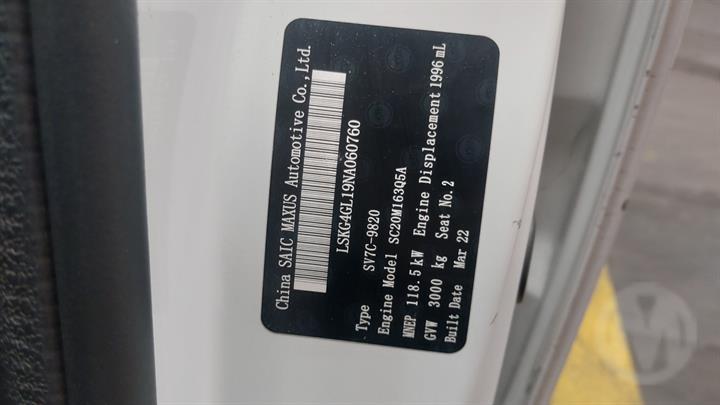 China SAIC MAXUS Automotive Co., Ltd.
LSKG4GL19NA060760
Type SV7C-9820
Engine Model SC20M163Q5A
MNEP 118.5 kW Engine Displacement 1996 mL
GVW 3000 kg Seat No. 2
Built Date Mar 22